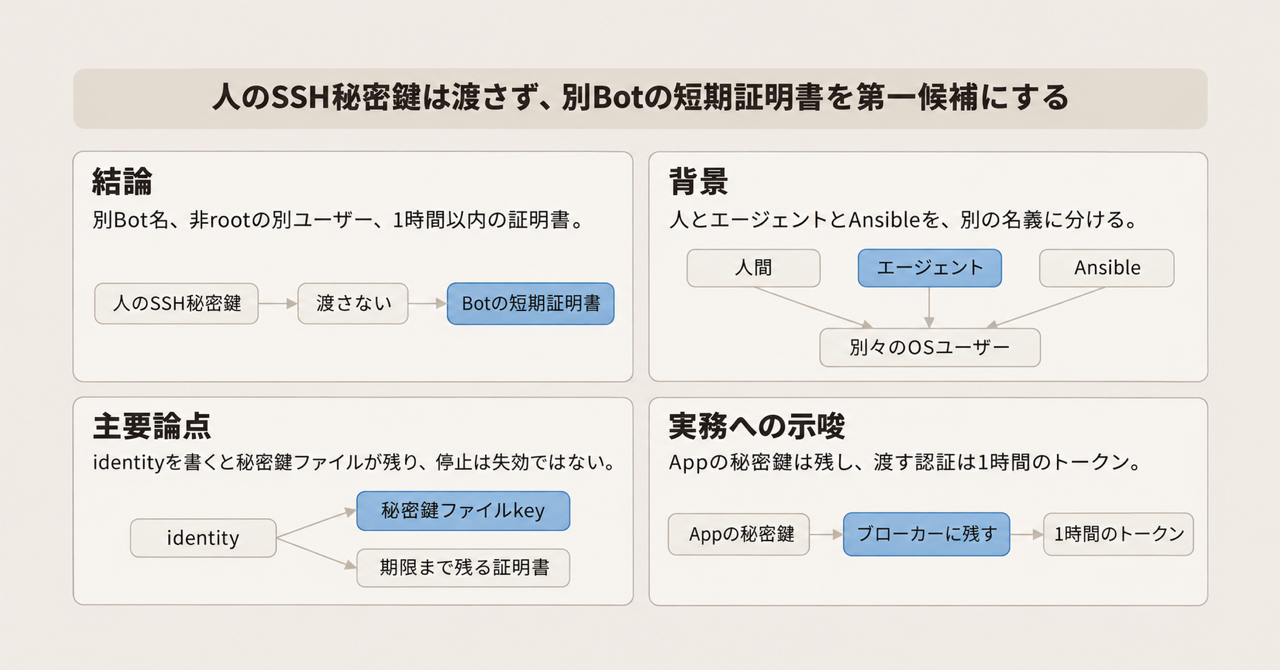 人のSSH秘密鍵は渡さず、別Botの短期証明書を第一候補にする
結論
別Bot名、非rootの別ユーザー、1時間以内の証明書。
人のSSH秘密鍵
渡さない
Botの短期証明書
背景
人とエージェントとAnsibleを、別の名義に分ける。
人間
エージェント
Ansible
別々のOSユーザー
主要論点
identityを書くと秘密鍵ファイルが残り、停止は失効ではない。
identity
秘密鍵ファイルkey
期限まで残る証明書
実務への示唆
Appの秘密鍵は残し、渡す認証は1時間のトークン。
Appの秘密鍵
ブローカーに残す
1時間のトークン